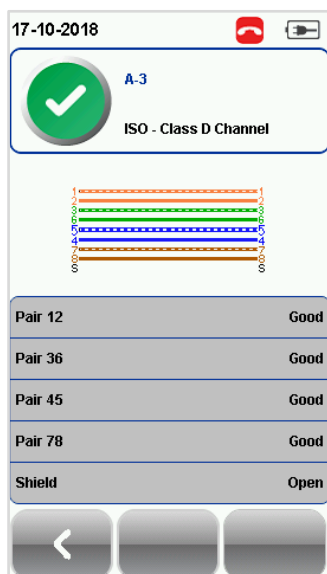 17-10-2018
A-3
ISO - Class D Channel
1 1
2 2
3 3
6 6
5 5
4 4
7 7
8 8
S S
Pair 12 Good
Pair 36 Good
Pair 45 Good
Pair 78 Good
Shield Open